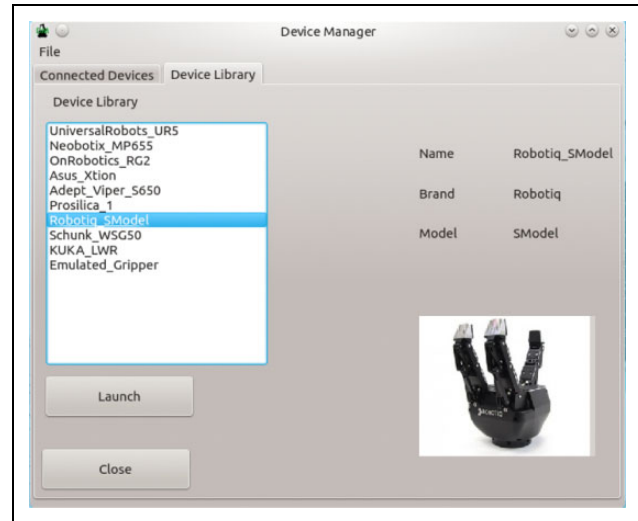 Device Manager
File
Connected Devices Device Library
Device Library
UniversalRobots_UR5
Neobotix_MP655
OnRobotics_RG2
Asus_Xtion
Adept_Viper_S650
Prosilica_1
Robotiq_SModel
Schunk_WSG50
KUKA_LWR
Emulated_Gripper
Name Robotiq_SModel
Brand Robotiq
Model SModel
ROBOTIQ
Launch
Close